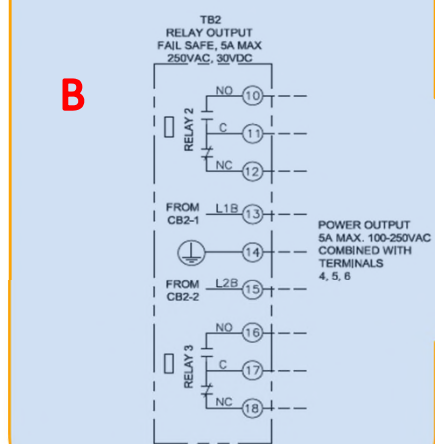 TB2
RELAY OUTPUT
FAIL SAFE, 5A MAX
250VAC, 30VDC
B
RELAY 2
NO 10
C 11
NC 12
FROM
CB2-1
L1B 13
14
FROM
CB2-2
L2B 15
POWER OUTPUT
5A MAX. 100-250VAC
COMBINED WITH
TERMINALS
4, 5, 6
RELAY 3
NO 16
C 17
NC 18